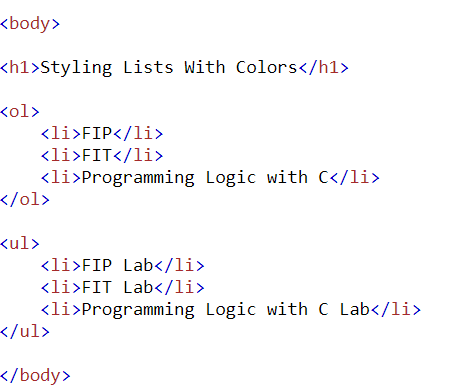 <body>
<h1>Styling Lists With Colors</h1>
<ol>
    <li>FIP</li>
    <li>FIT</li>
    <li>Programming Logic with C</li>
</ol>
<ul>
    <li>FIP Lab</li>
    <li>FIT Lab</li>
    <li>Programming Logic with C Lab</li>
</ul>
</body>